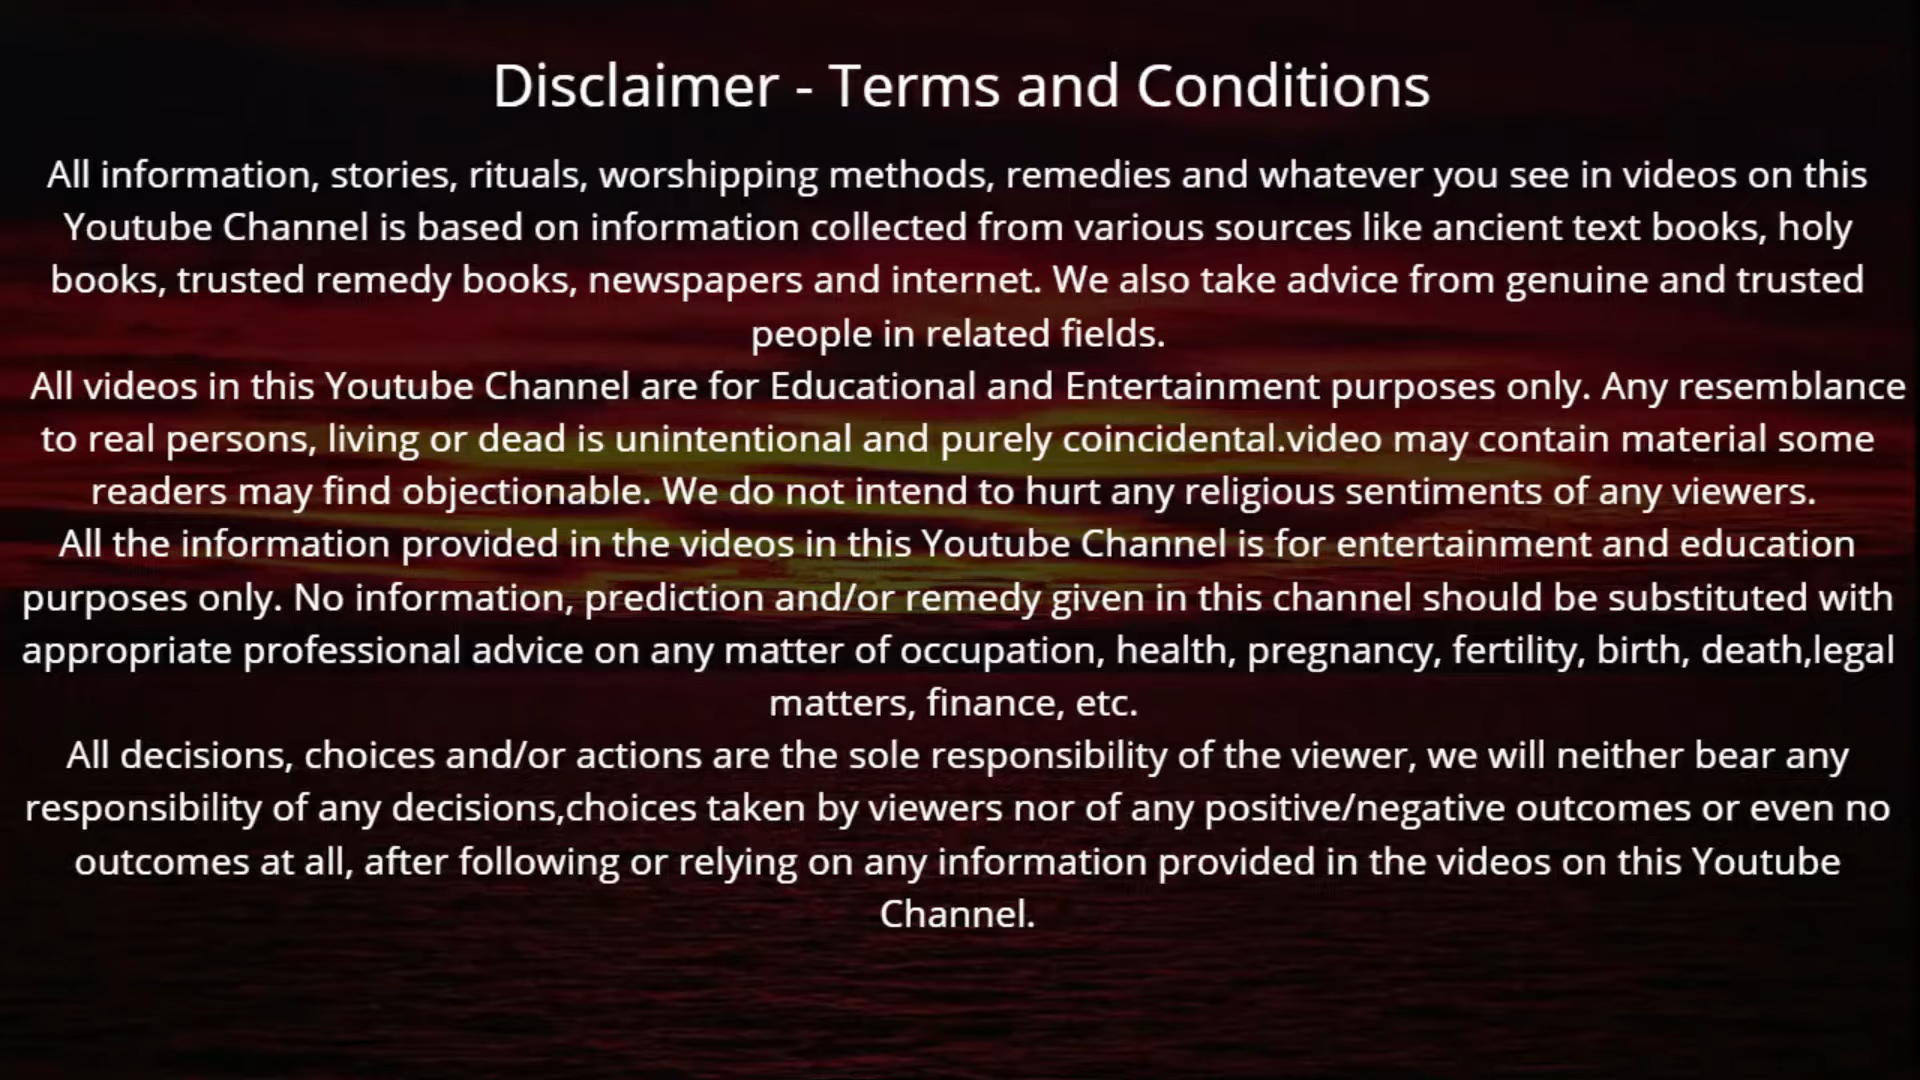 Disclaimer - Terms and Conditions
All information, stories, rituals, worshipping methods, remedies and whatever you see in videos on this
Youtube Channel is based on information collected from various sources like ancient text books, holy
books, trusted remedy books, newspapers and internet. We also take advice from genuine and trusted
people in related fields.
All videos in this Youtube Channel are for Educational and Entertainment purposes only. Any resemblance
to real persons, living or dead is unintentional and purely coincidental.video may contain material some
readers may find objectionable. We do not intend to hurt any religious sentiments of any viewers.
All the information provided in the videos in this Youtube Channel is for entertainment and education
purposes only. No information, prediction and/or remedy given in this channel should be substituted with
appropriate professional advice on any matter of occupation, health, pregnancy, fertility, birth, death,legal
matters, finance, etc.
All decisions, choices and/or actions are the sole responsibility of the viewer, we will neither bear any
responsibility of any decisions,choices taken by viewers nor of any positive/negative outcomes or even no
outcomes at all, after following or relying on any information provided in the videos on this Youtube
Channel.